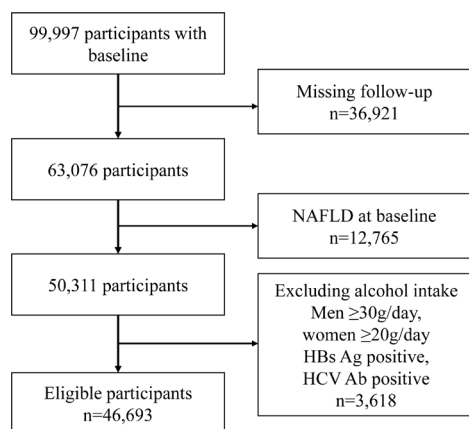 99,997 participants with
baseline
Missing follow-up
n=36,921
63,076 participants
NAFLD at baseline
n=12,765
50,311 participants
Excluding alcohol intake
Men ≥30g/day,
women ≥20g/day
HBs Ag positive,
HCV Ab positive
n=3,618
Eligible participants
n=46,693